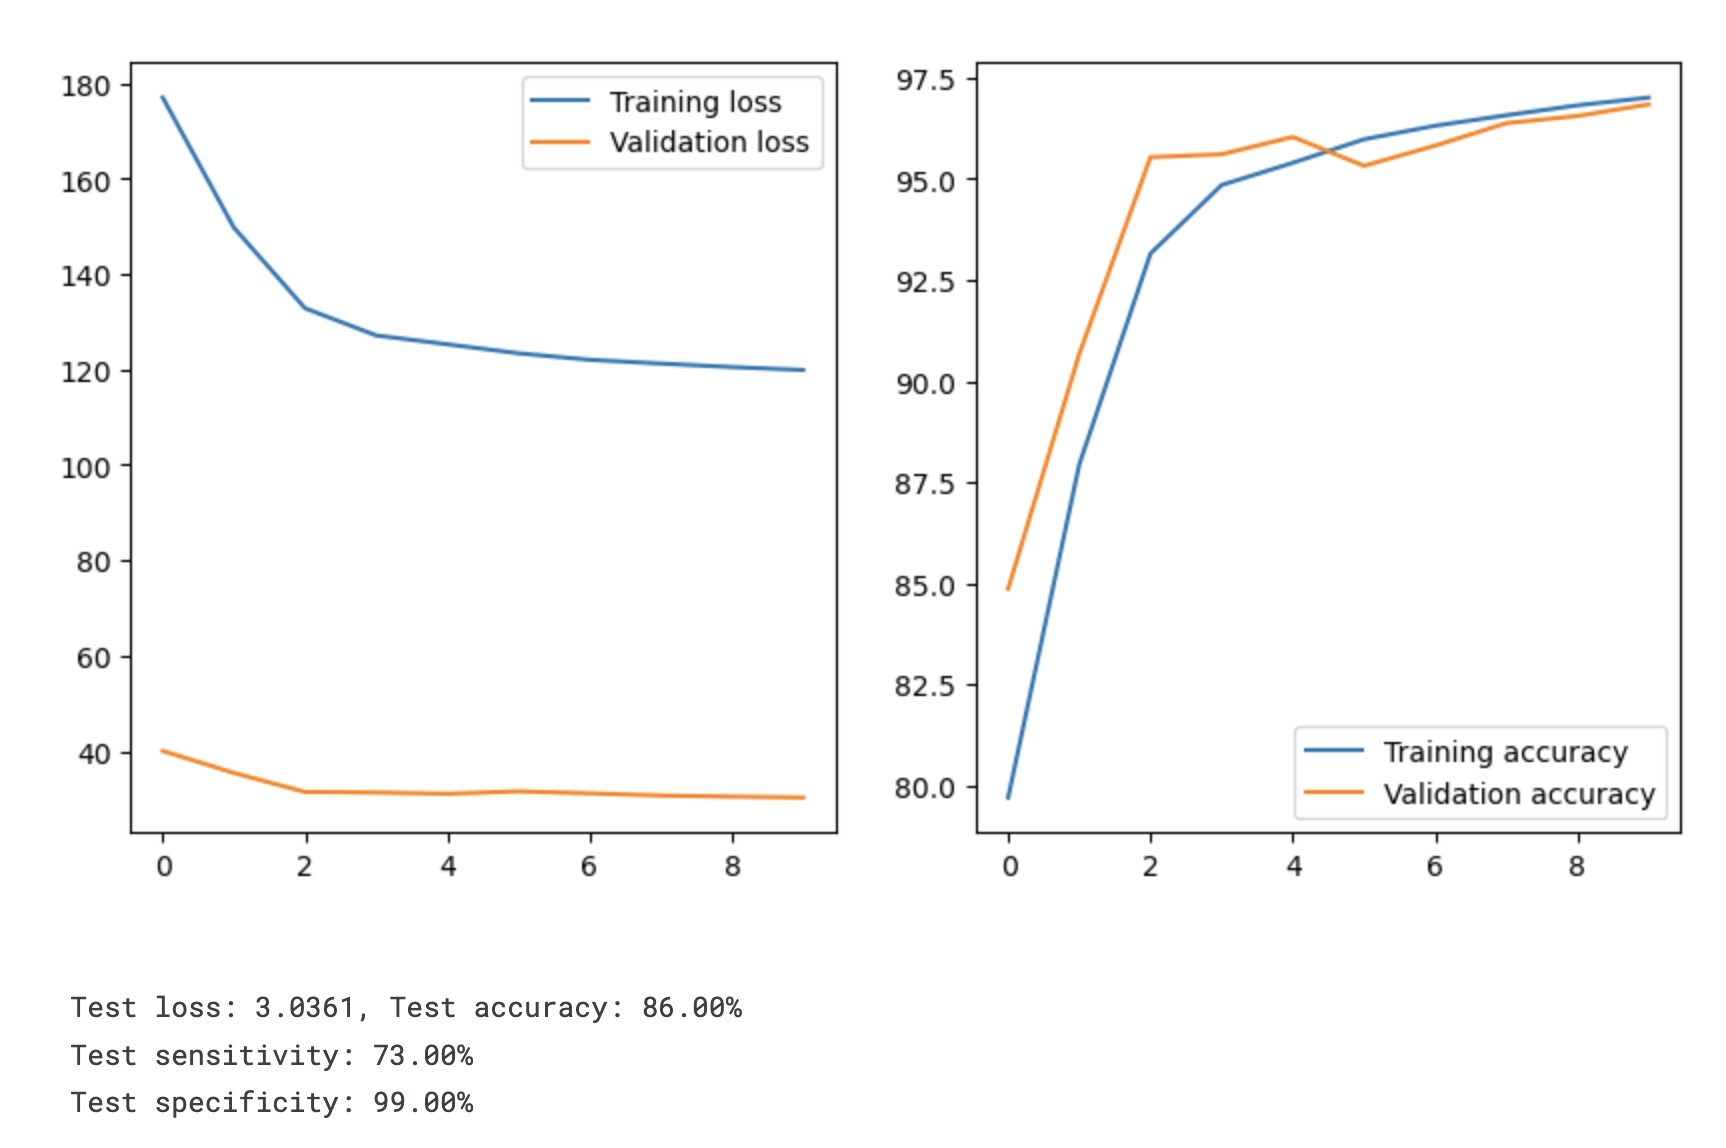 180
160
140
120
100
80
60
40
0 2 4 6 8
Training loss
Validation loss
97.5
95.0
92.5
90.0
87.5
85.0
82.5
80.0
0 2 4 6 8
Training accuracy
Validation accuracy
Test loss: 3.0361, Test accuracy: 86.00%
Test sensitivity: 73.00%
Test specificity: 99.00%